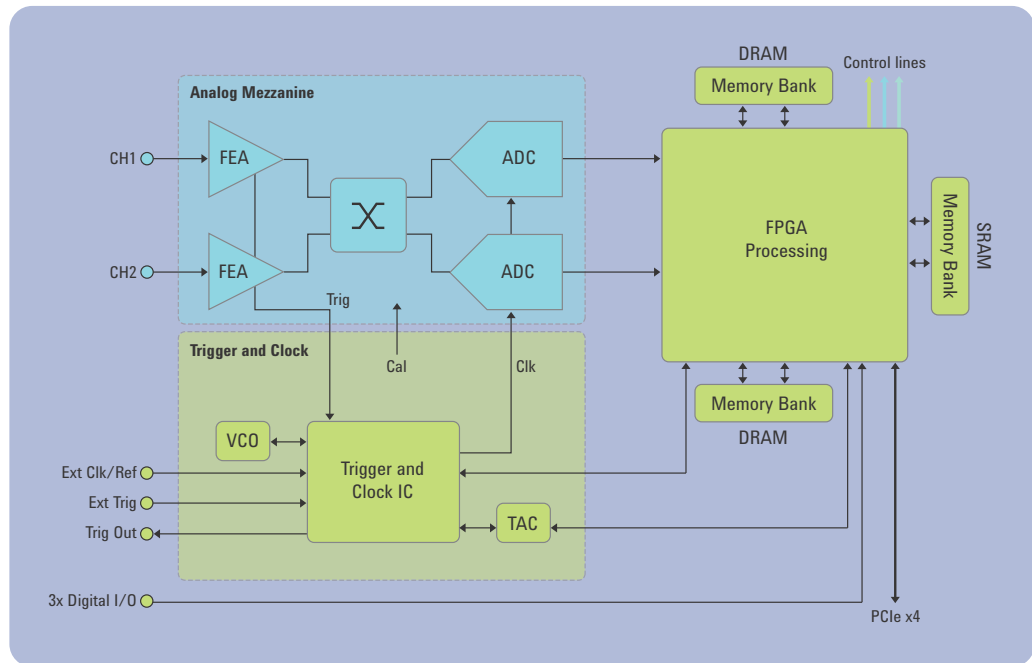 DRAM
Control lines
Memory Bank
Analog Mezzanine
CH1
FEA
ADC
FPGA
Processing
Memory Bank
SRAM
CH2
FEA
ADC
Trig
Trigger and Clock
Cal
Clk
Memory Bank
DRAM
VCO
Trigger and
Clock IC
Ext Clk/Ref
Ext Trig
Trig Out
TAC
3x Digital I/O
PCIe x4